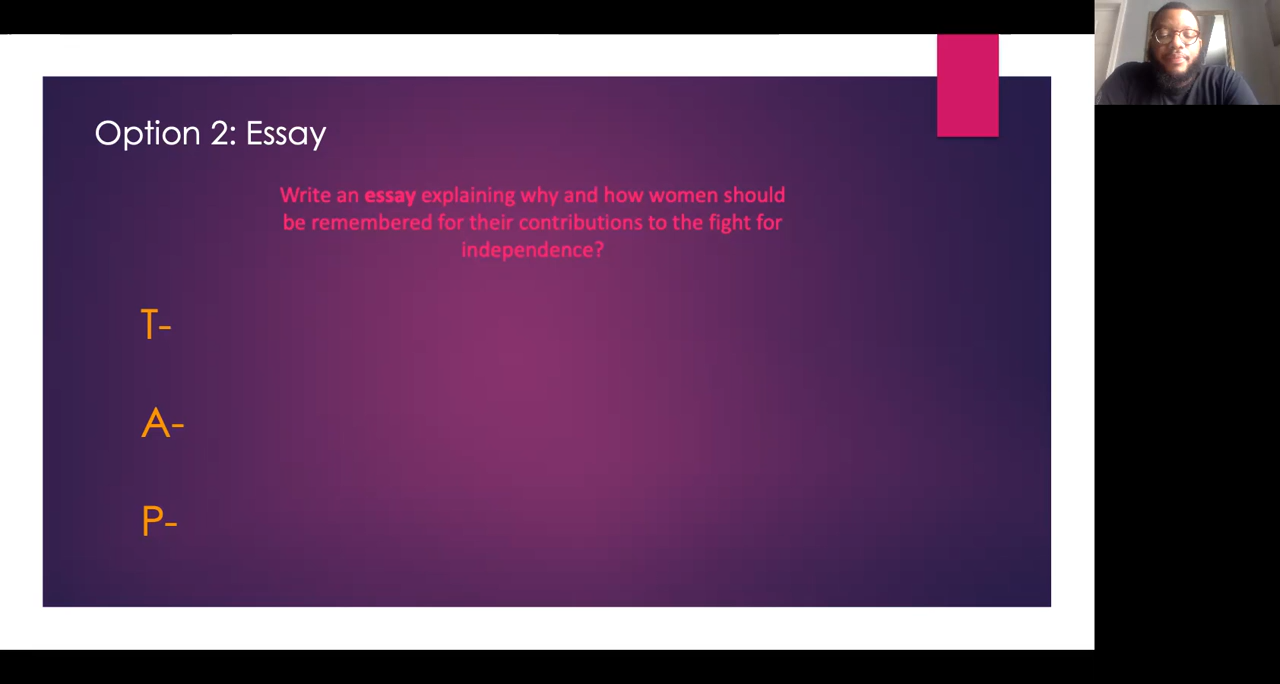 Option 2: Essay
Write an essay explaining why and how women should
be remembered for their contributions to the fight for
independence?
T-
A-
P-